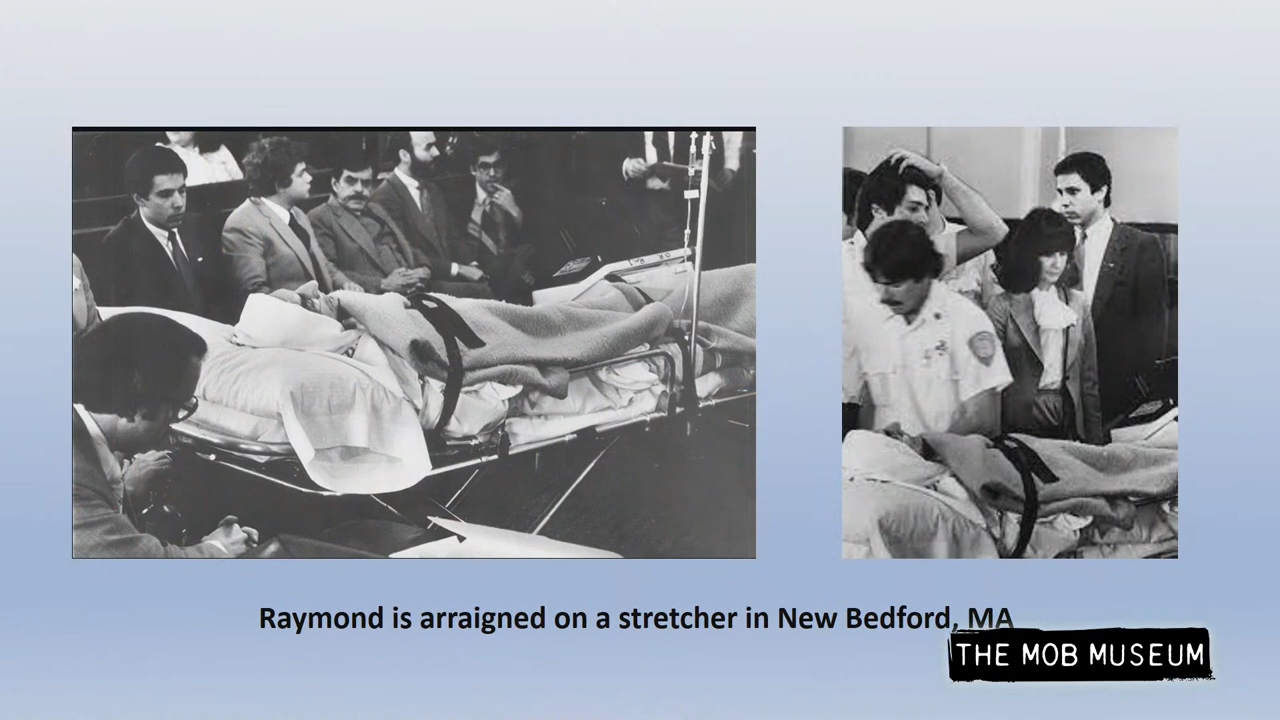 Raymond is arraigned on a stretcher in New Bedford, MA
THE MOB MUSEUM